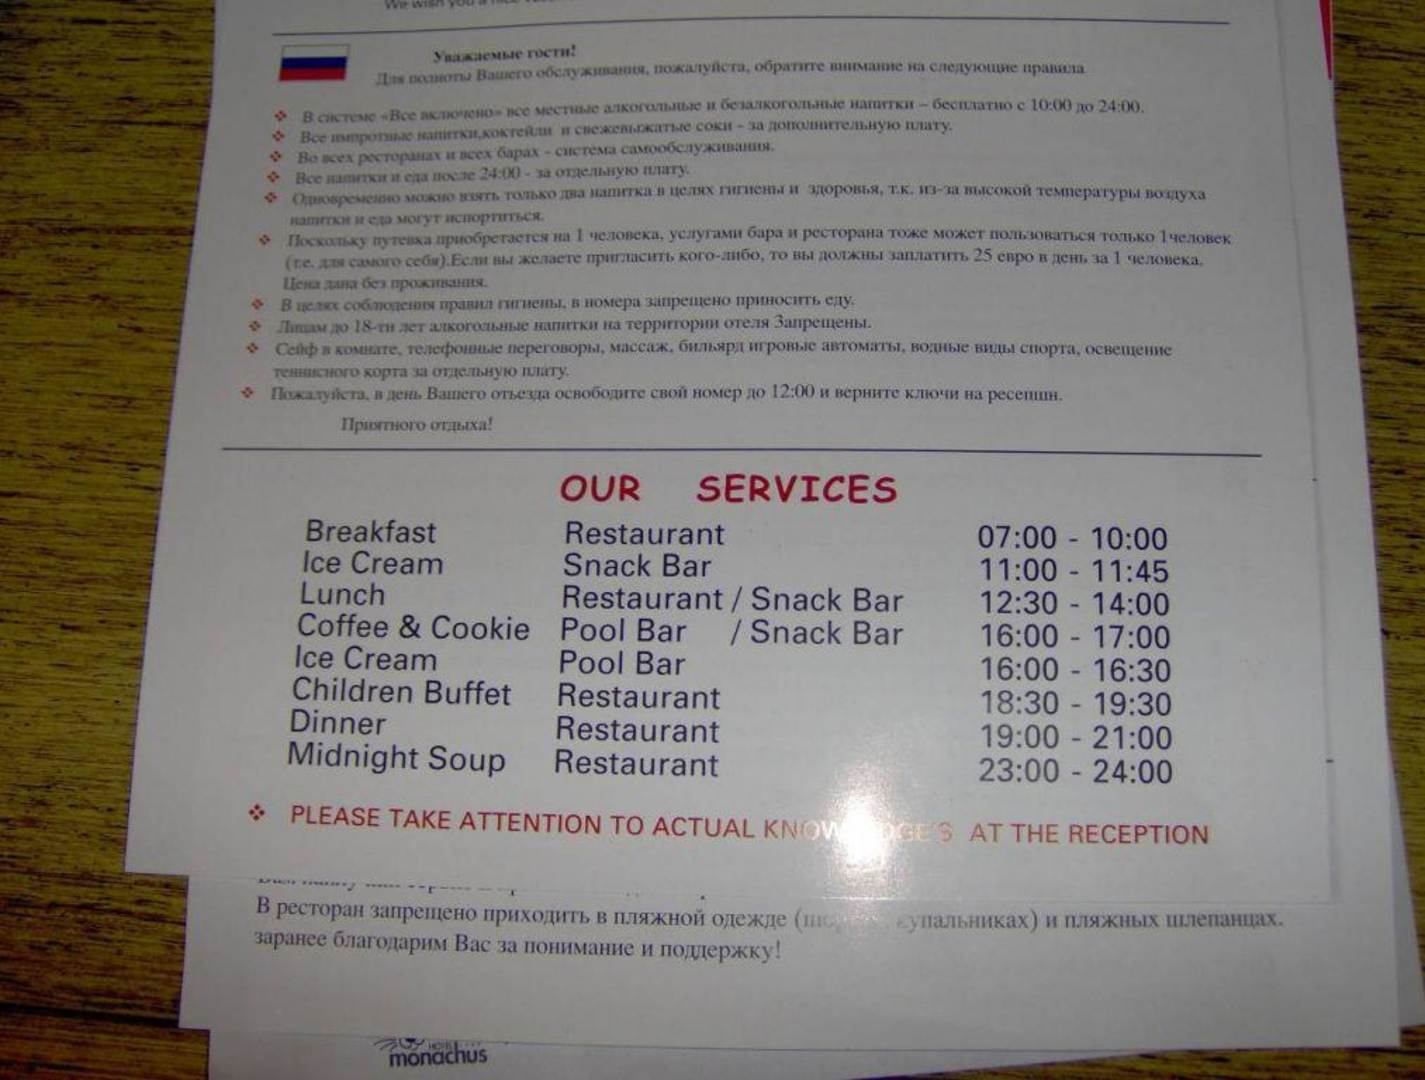 We wish you a nice
Уважаемые гости!
Для полноты Вашего обслуживания, пожалуйста, обратите внимание на следующие правила
В системе «Все включено» все местные алкогольные и безалкогольные напитки – бесплатно с 10:00 до 24:00.
Все импротные напитки,коктейли и свежевыжатые соки - за дополнительную плату.
Во всех ресторанах и всех барах - система самообслуживания.
Все напитки и еда после 24:00 - за отдельную плату.
Одновременно можно взять только два напитка в целях гигиены и здоровья, т.к. из-за высокой температуры воздуха
напитки и еда могут испортиться.
Поскольку путевка приобретается на 1 человека, услугами бара и ресторана тоже может пользоваться только 1человек
(т.е. для самого себя).Если вы желаете пригласить кого-либо, то вы должны заплатить 25 евро в день за 1 человека.
Цена дана без проживания.
В целях соблюдения правил гигиены, в номера запрещено приносить еду.
Лицам до 18-ти лет алкогольные напитки на территории отеля Запрещены.
Сейф в комнате, телефонные переговоры, массаж, бильярд игровые автоматы, водные виды спорта, освещение
теннисного корта за отдельную плату.
Пожалуйста, в день Вашего отъезда освободите свой номер до 12:00 и верните ключи на ресепшн.
Приятного отдыха!
OUR SERVICES
Breakfast Restaurant 07:00 - 10:00
Ice Cream Snack Bar 11:00 - 11:45
Lunch Restaurant / Snack Bar 12:30 - 14:00
Coffee & Cookie Pool Bar / Snack Bar 16:00 - 17:00
Ice Cream Pool Bar 16:00 - 16:30
Children Buffet Restaurant 18:30 - 19:30
Dinner Restaurant 19:00 - 21:00
Midnight Soup Restaurant 23:00 - 24:00
PLEASE TAKE ATTENTION TO ACTUAL KNOWLEDGE'S AT THE RECEPTION
В ресторан запрещено приходить в пляжной одежде купальниках) и пляжных шлепанцах.
заранее благодарим Вас за понимание и поддержку!
HOTEL
monachus